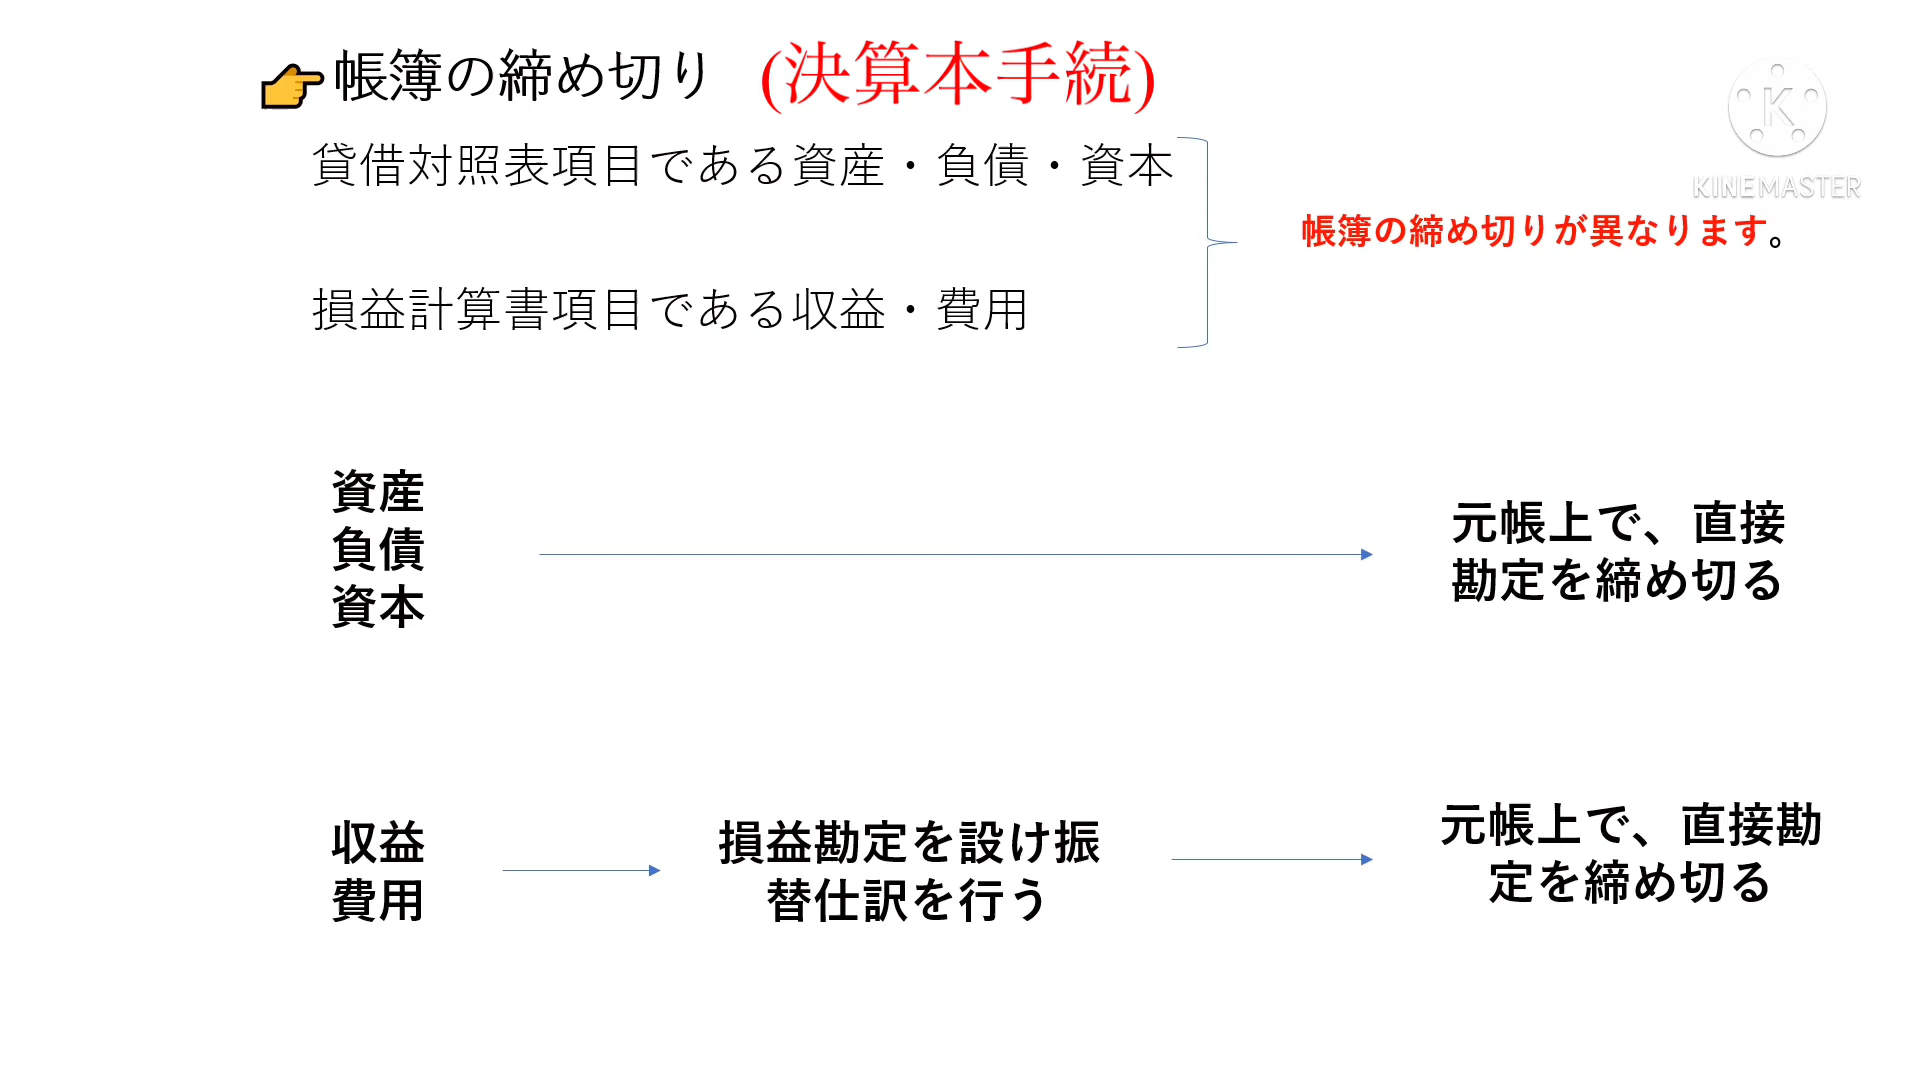 帳簿の締め切り (決算本手続)
貸借対照表項目である資産・負債・資本
KINEMASTER
帳簿の締め切りが異なります。
損益計算書項目である収益・費用
資産
負債
資本
元帳上で、直接
勘定を締め切る
収益
費用
損益勘定を設け振
替仕訳を行う
元帳上で、直接勘
定を締め切る